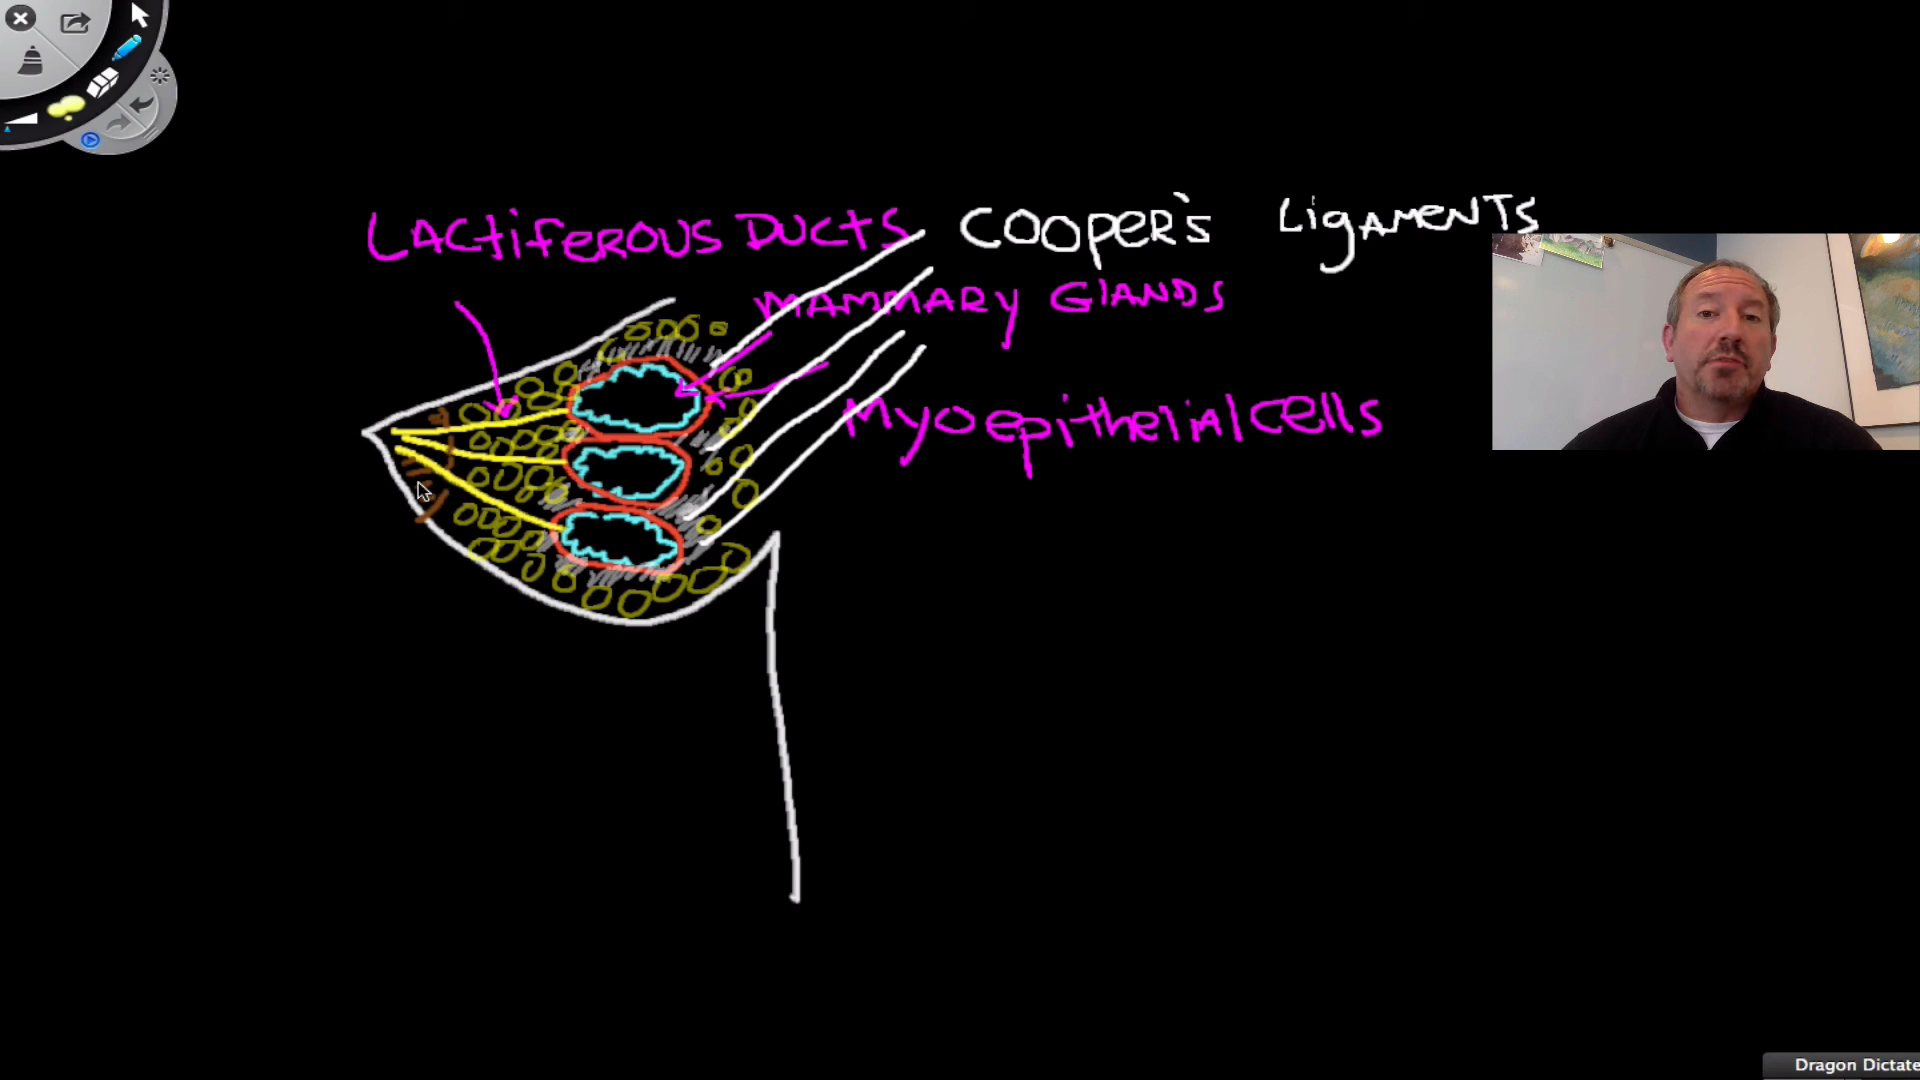 LACtiferous DUCTS
COOPER'S LigAMENTS
MAMMARY GlANDS
Myoepithelial cells
Dragon Dictate